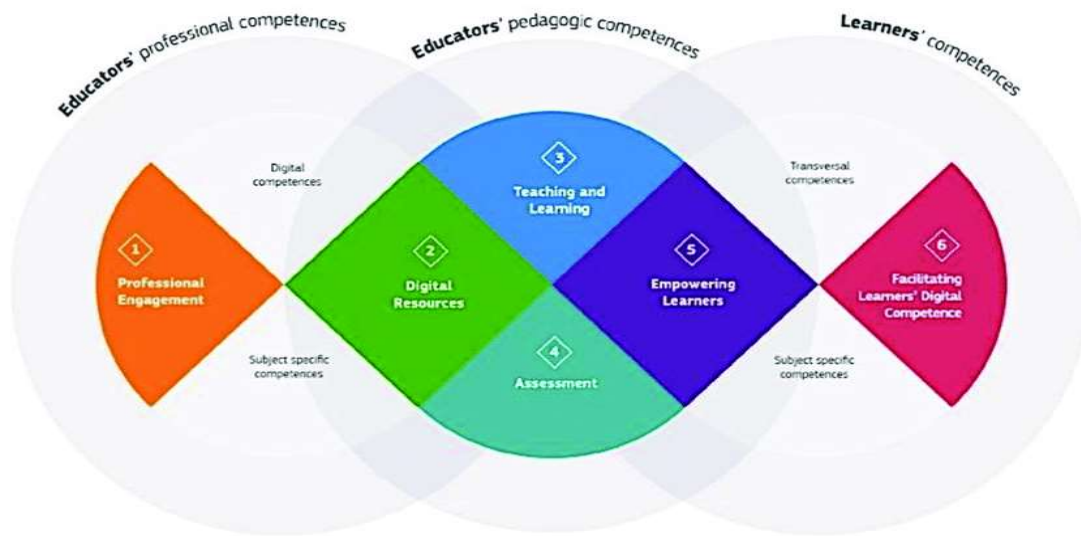 Educators' professional competences
Educators' pedagogic competences
Learners' competences
Digital
competences
Transversal
competences
3
Teaching and
Learning
1
Professional
Engagement
2
Digital
Resources
5
Empowering
Learners
6
Facilitating
Learners' Digital
Competence
Subject specific
competences
4
Assessment
Subject specific
competences